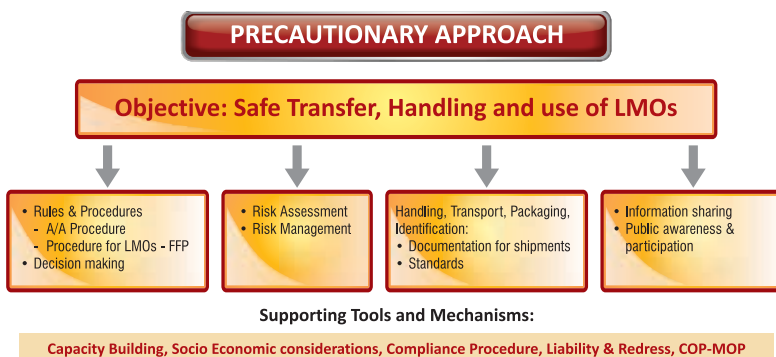 PRECAUTIONARY APPROACH
Objective: Safe Transfer, Handling and use of LMOs
• Rules & Procedures
- A/A Procedure
- Procedure for LMOs - FFP
• Decision making
• Risk Assessment
• Risk Management
Handling, Transport, Packaging,
Identification:
• Documentation for shipments
• Standards
• Information sharing
• Public awareness &
participation
Supporting Tools and Mechanisms:
Capacity Building, Socio Economic considerations, Compliance Procedure, Liability & Redress, COP-MOP